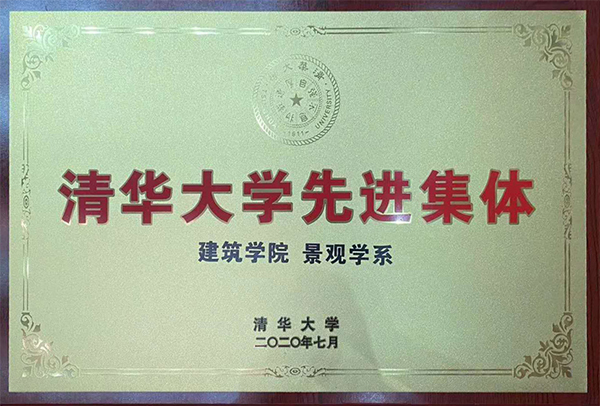 清华大学先进集体
建筑学院 景观学系
清华大学
二〇二〇年七月